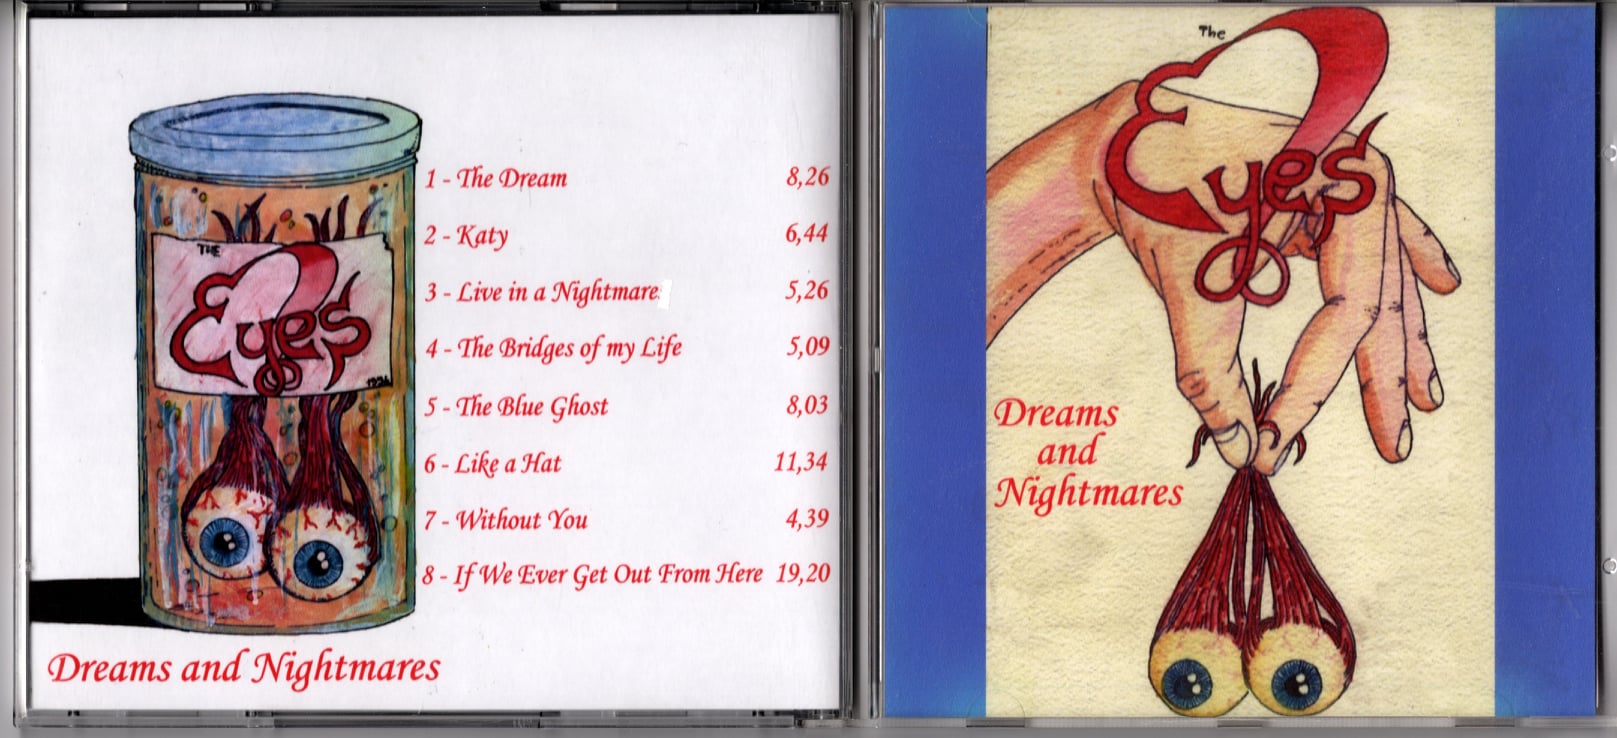 THE
Eyes
1 - The Dream 8,26
2 - Katy 6,44
3 - Live in a Nightmare 5,26
4 - The Bridges of my Life 5,09
5 - The Blue Ghost 8,03
6 - Like a Hat 11,34
7 - Without You 4,39
8 - If We Ever Get Out From Here 19,20
Dreams and Nightmares
The
Eyes
Dreams
and
Nightmares